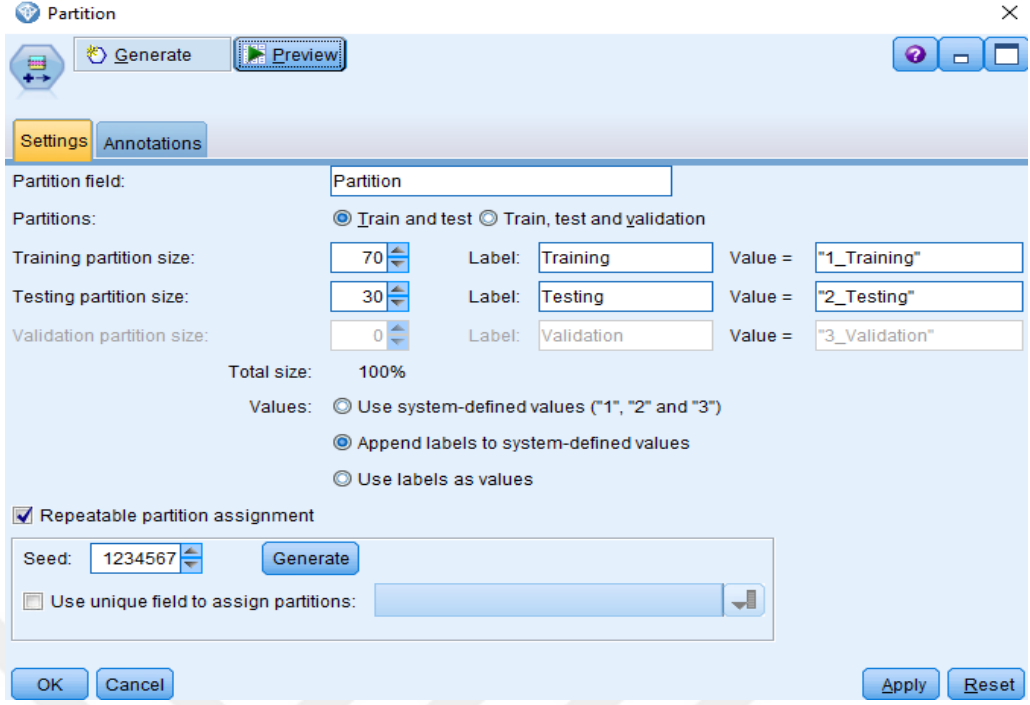 Partition
Generate Preview
Settings Annotations
Partition field: Partition
Partitions: Train and test Train, test and validation
Training partition size: 70 Label: Training Value = "1_Training"
Testing partition size: 30 Label: Testing Value = "2_Testing"
Validation partition size: 0 Label: Validation Value = "3_Validation"
Total size: 100%
Values: Use system-defined values ("1", "2" and "3")
Append labels to system-defined values
Use labels as values
Repeatable partition assignment
Seed: 1234567 Generate
Use unique field to assign partitions:
OK Cancel Apply Reset